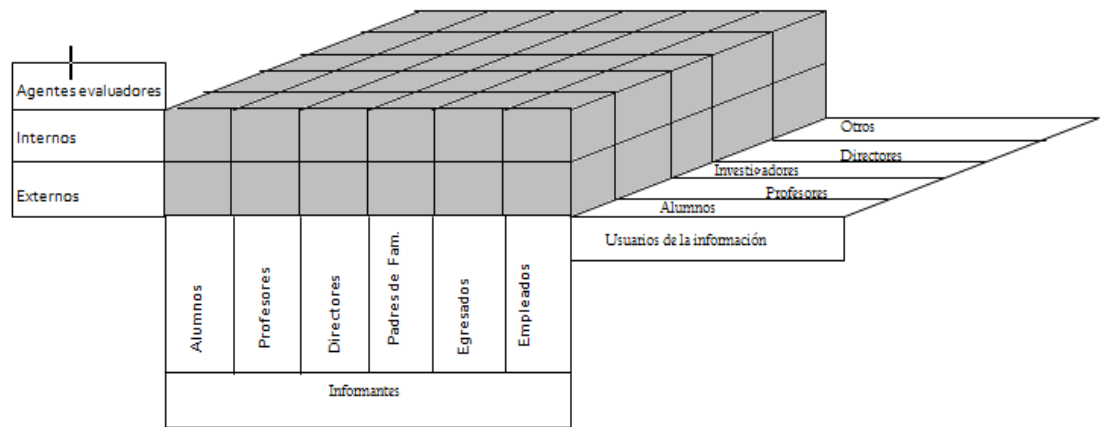 Agentes evaluadores
Internos
Externos
Otros
Directores
Investigadores
Profesores
Alumnos
Usuarios de la información
Alumnos
Profesores
Directores
Padres de Fam.
Egresados
Empleados
Informantes